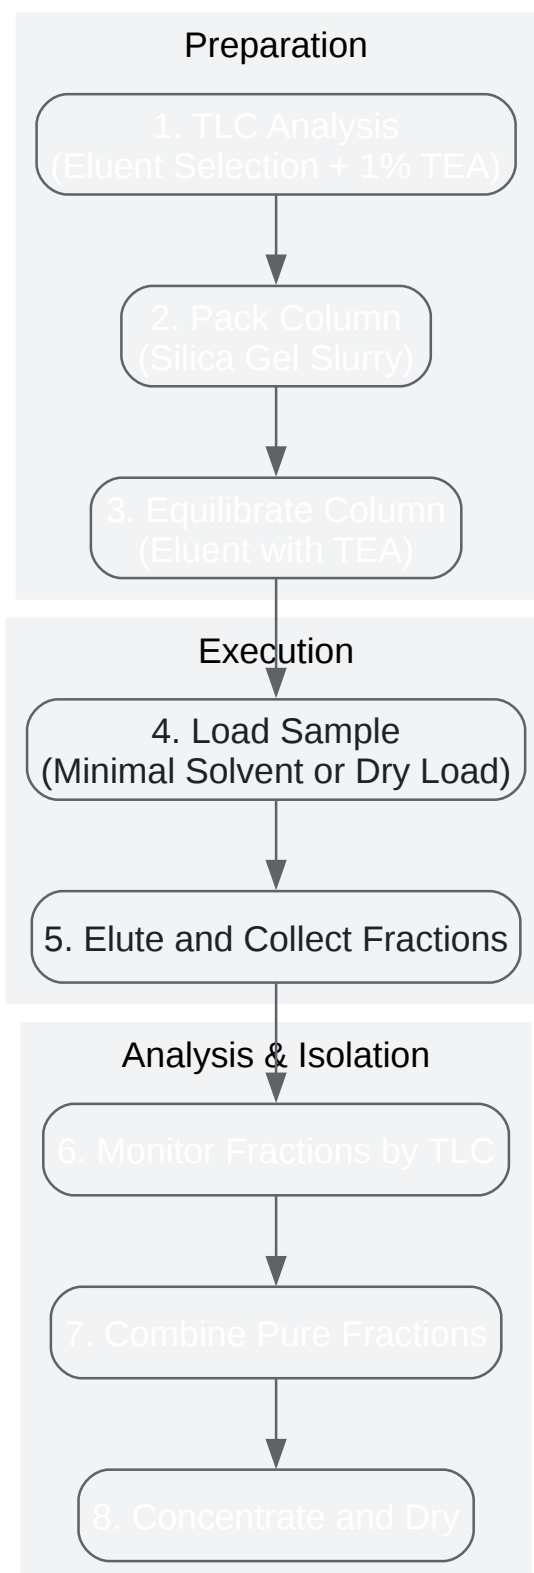 Preparation
1. TLC Analysis
(Eluent Selection + 1% TEA)
2. Pack Column
(Silica Gel Slurry)
3. Equilibrate Column
(Eluent with TEA)
Execution
4. Load Sample
(Minimal Solvent or Dry Load)
5. Elute and Collect Fractions
Analysis & Isolation
6. Monitor Fractions by TLC
7. Combine Pure Fractions
8. Concentrate and Dry